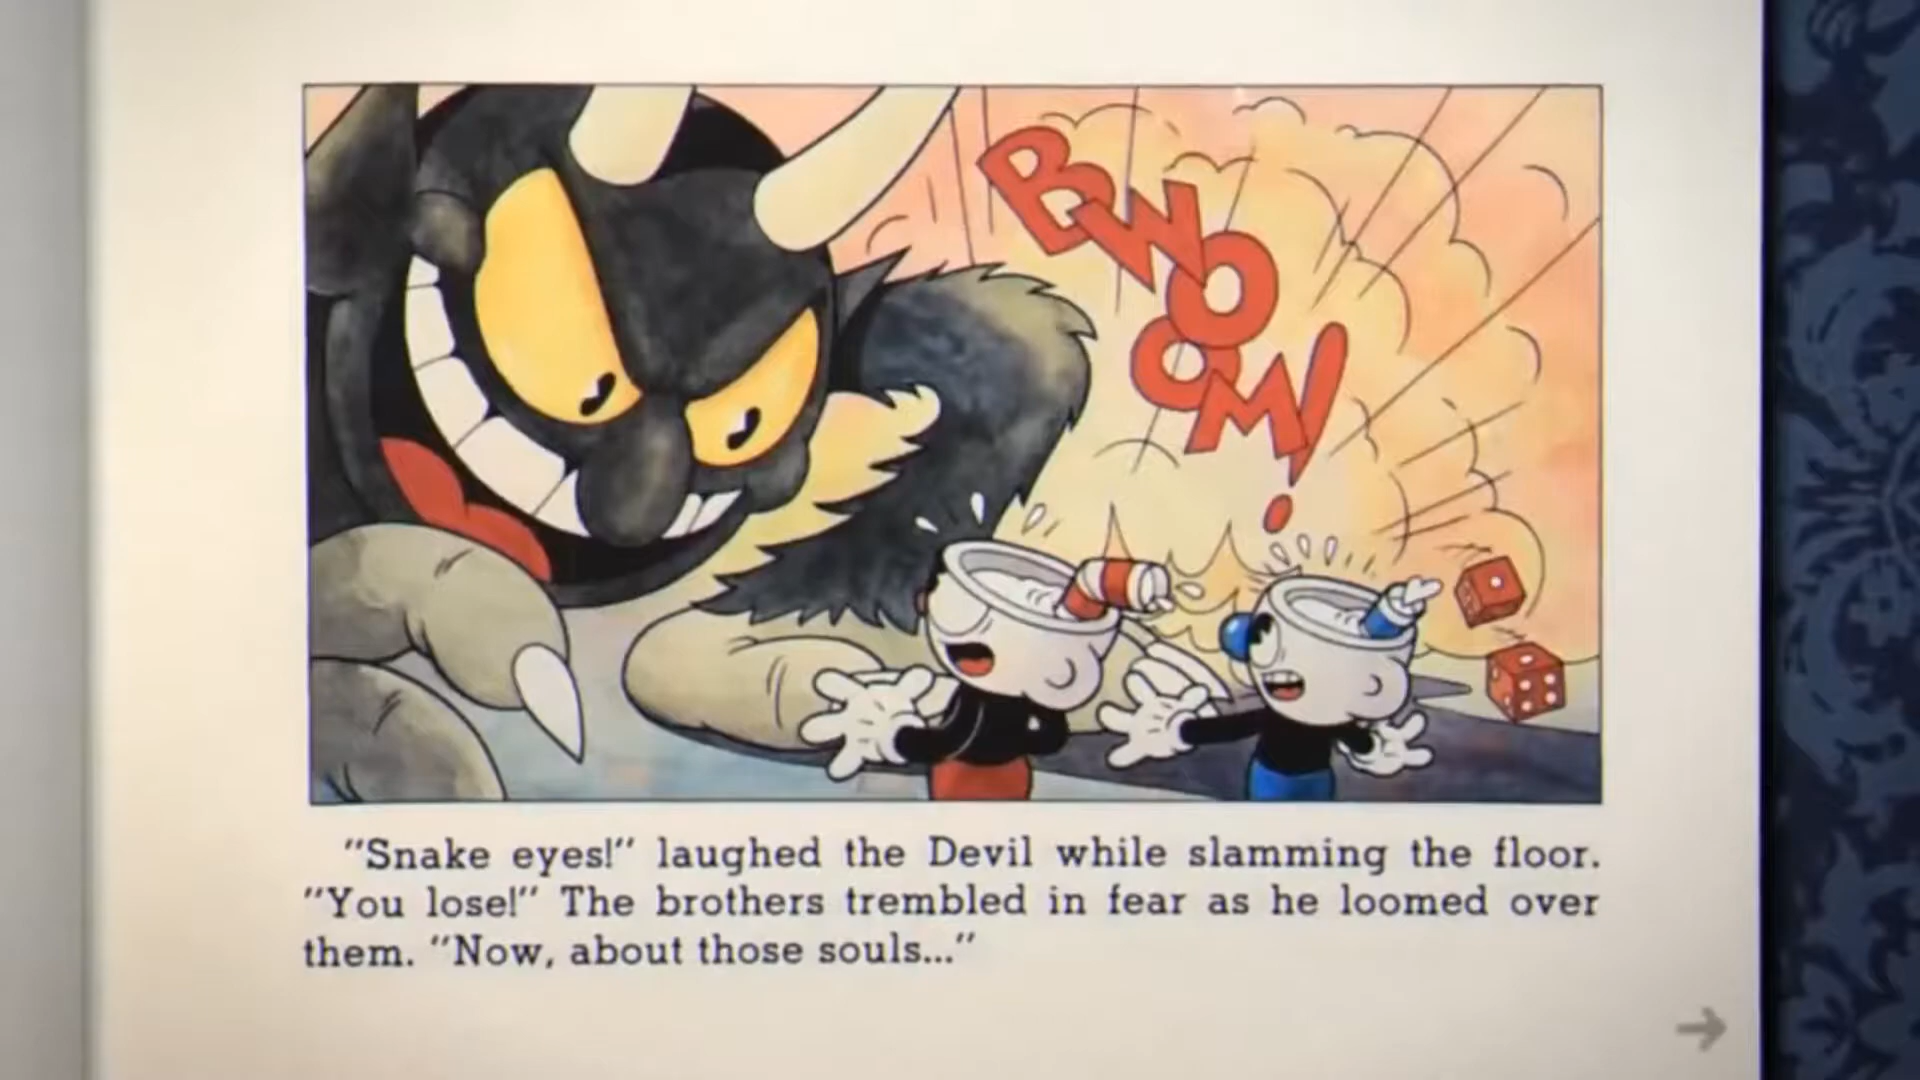 BWOOM!
"Snake eyes!" laughed the Devil while slamming the floor.
"You lose!" The brothers trembled in fear as he loomed over
them. "Now, about those souls..."